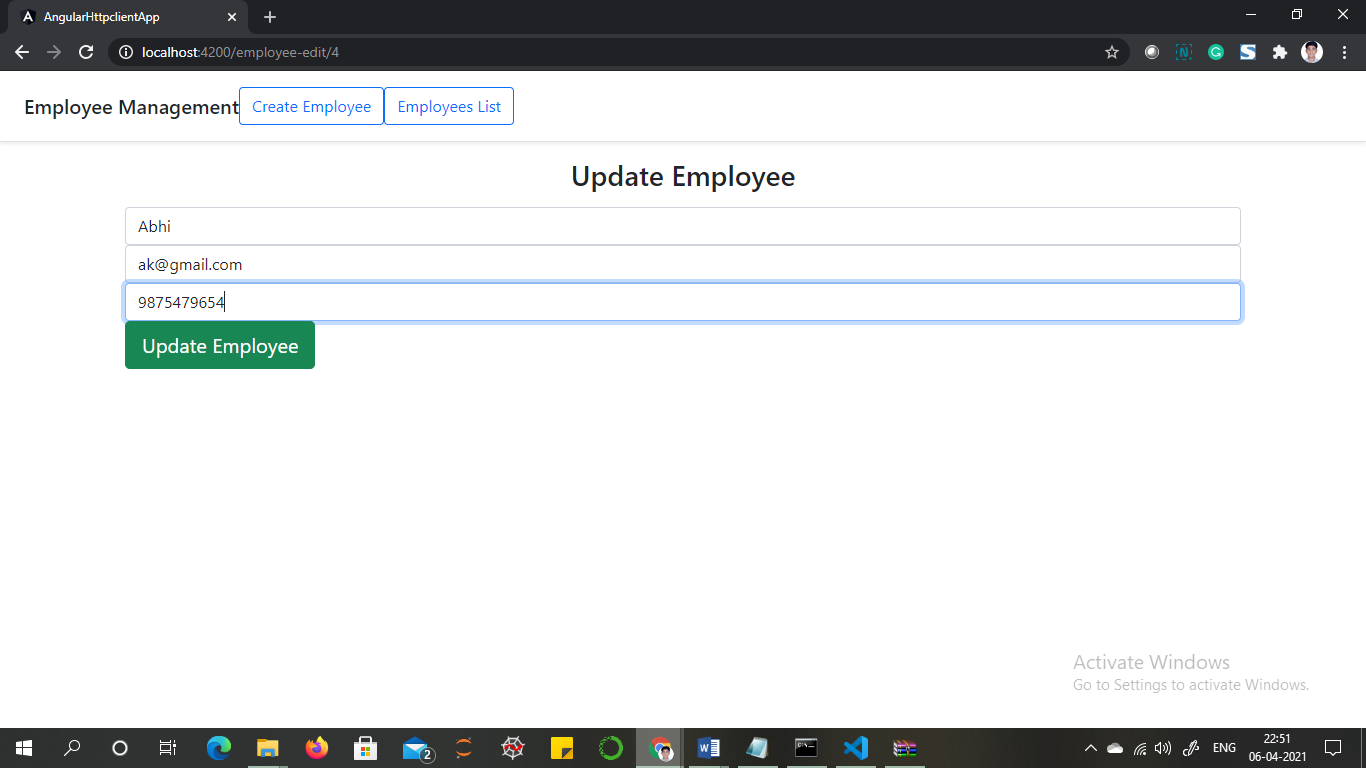 AngularHttpclientApp
localhost:4200/employee-edit/4
Employee Management Create Employee Employees List
Update Employee
Abhi
ak@gmail.com
9875479654
Update Employee
Activate Windows
Go to Settings to activate Windows.
2
ENG
22:51
06-04-2021